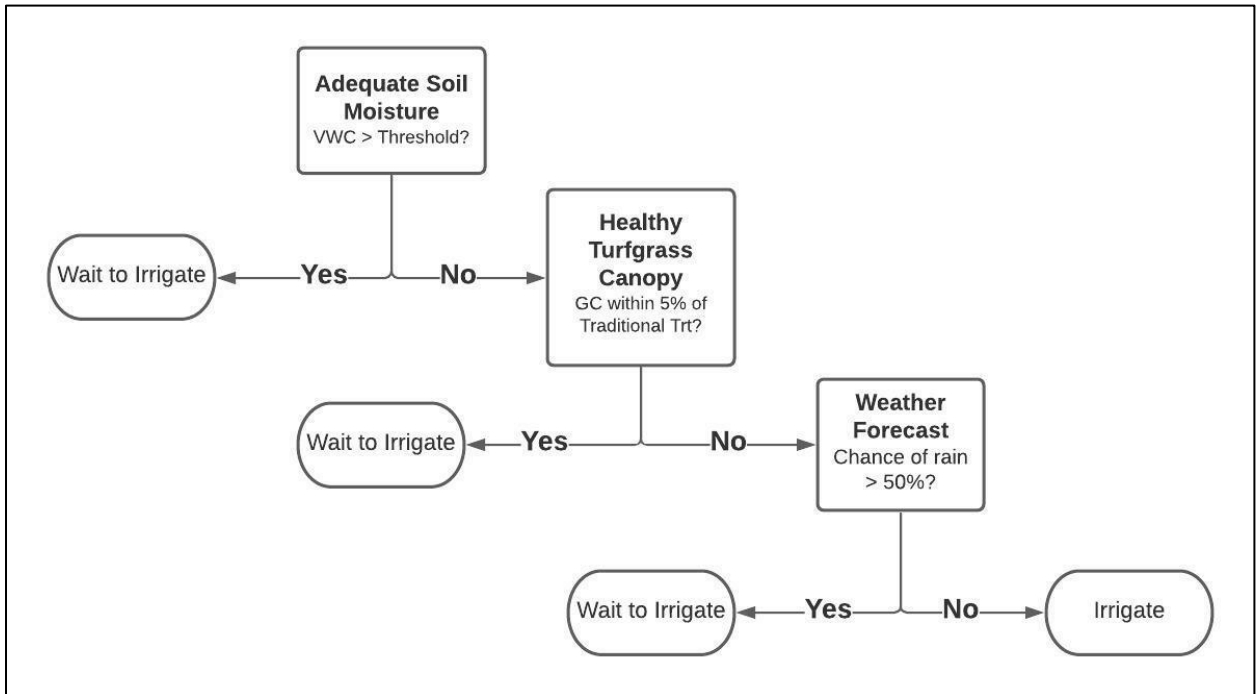 Adequate Soil
Moisture
VWC > Threshold?
Wait to Irrigate
Yes
No
Healthy
Turfgrass
Canopy
GC within 5% of
Traditional Trt?
Wait to Irrigate
Yes
No
Weather
Forecast
Chance of rain
> 50%?
Wait to Irrigate
Yes
No
Irrigate